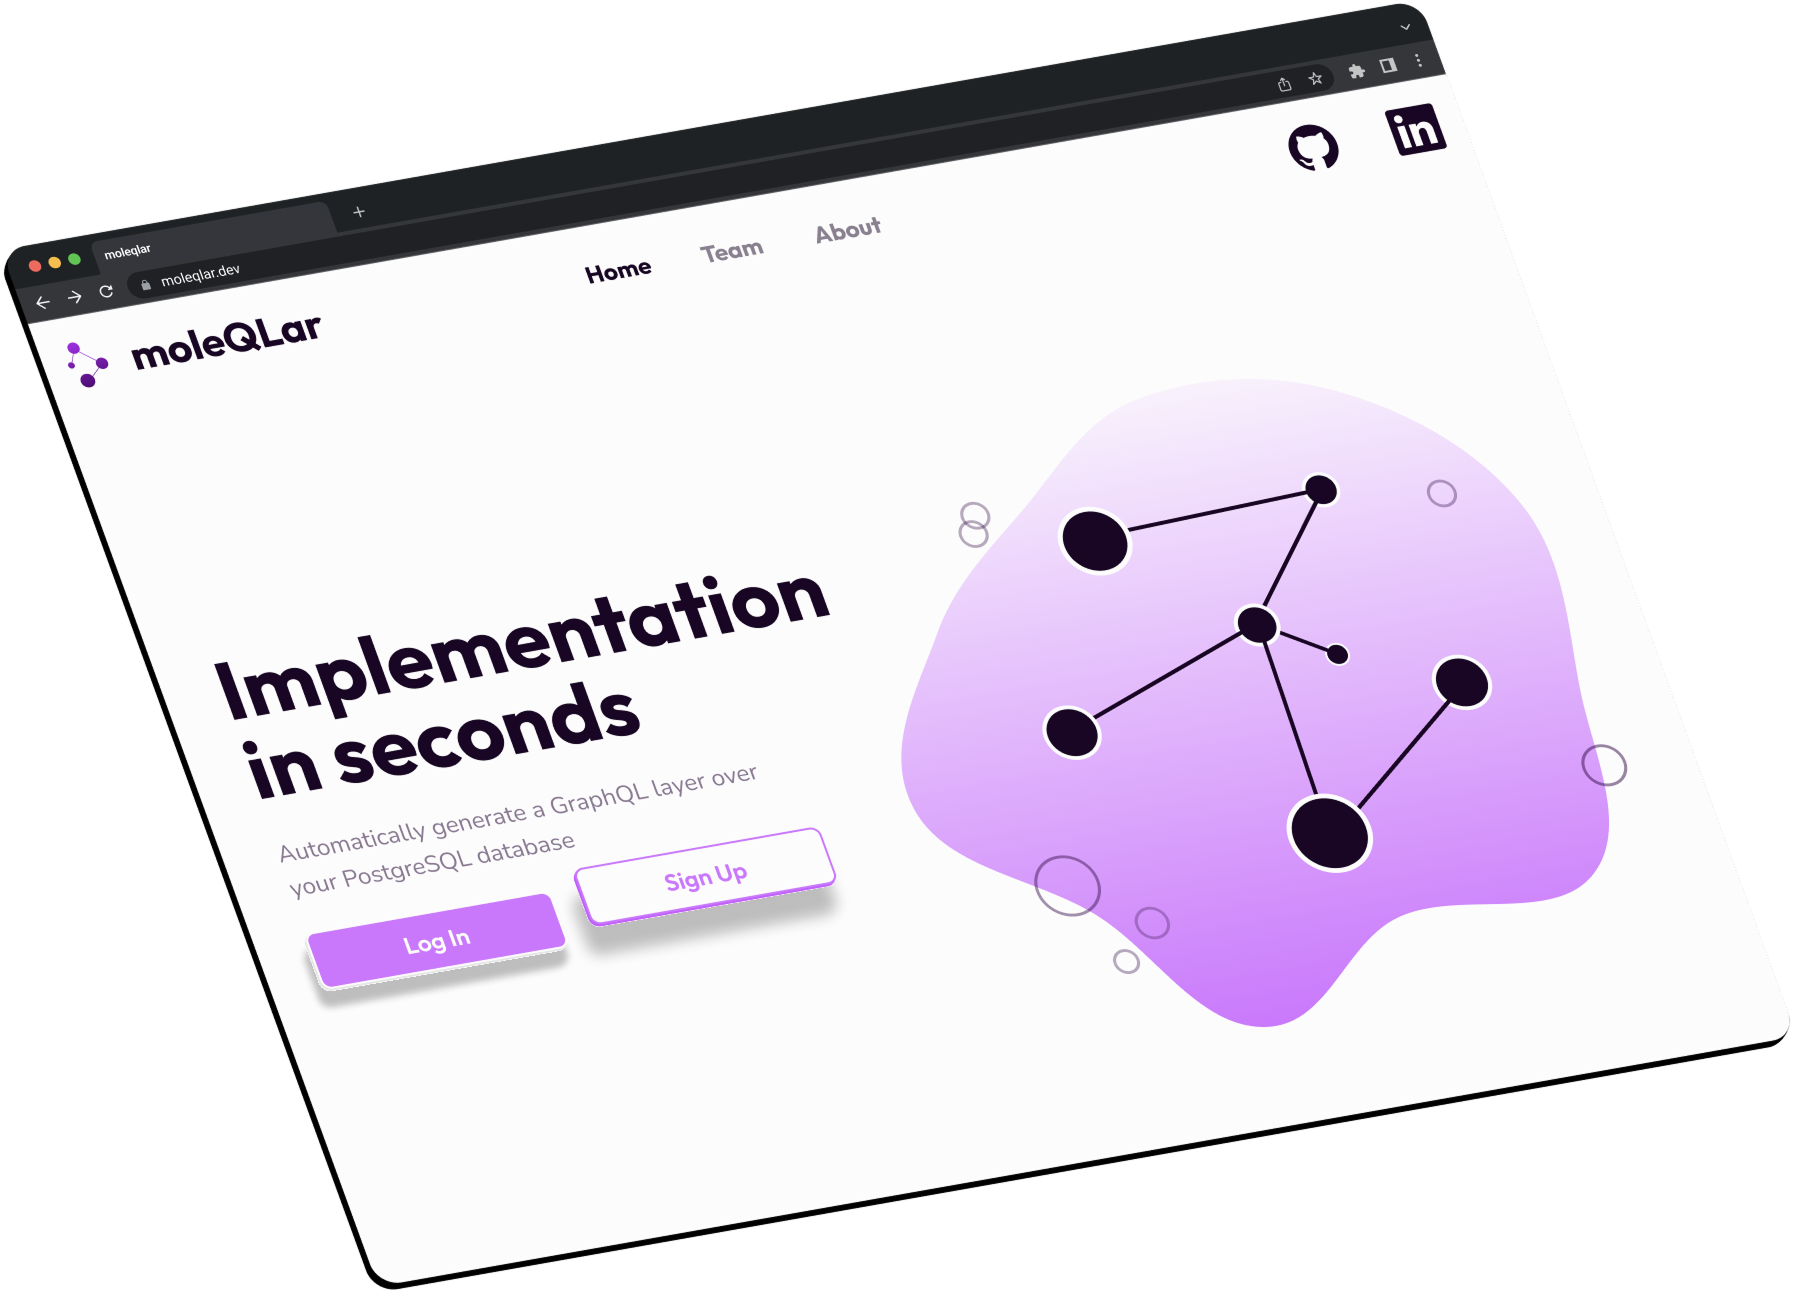 moleqlar
moleqlar.dev
moleQLar
Home
Team
About
in
Implementation
in seconds
Automatically generate a GraphQL layer over
your PostgreSQL database
Log In
Sign Up